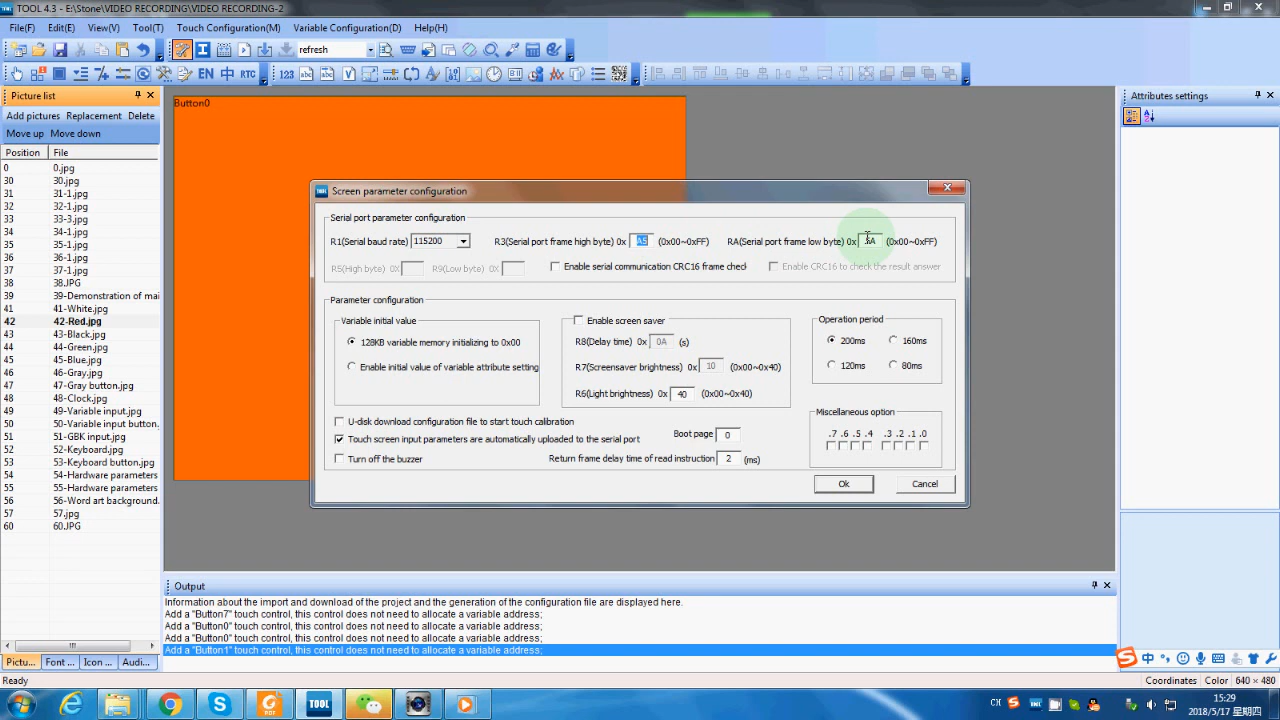 TOOL 4.3 - E:\Stone\VIDEO RECORDING\VIDEO RECORDING-2
File(F) Edit(E) View(V) Tool(T) Touch Configuration(M) Variable Configuration(D) Help(H)
refresh
EN 中 RTC 123
Picture list
Add pictures Replacement Delete
Move up Move down
Position File
0 0.jpg
30 30.jpg
31 31-1.jpg
32 32-1.jpg
33 33-3.jpg
34 34-1.jpg
35 35-1.jpg
36 36-1.jpg
37 37-1.jpg
38 38.JPG
39 39-Demonstration of mai
41 41-White.jpg
42 42-Red.jpg
43 43-Black.jpg
44 44-Green.jpg
45 45-Blue.jpg
46 46-Gray.jpg
47 47-Gray button.jpg
48 48-Clock.jpg
49 49-Variable input.jpg
50 50-Variable input button.
51 51-GBK input.jpg
52 52-Keyboard.jpg
53 53-Keyboard button.jpg
54 54-Hardware parameters
55 55-Hardware parameters
56 56-Word art background.
57 57.jpg
60 60.JPG
Pictu... Font ... Icon ... Audi...
Button0
Screen parameter configuration
Serial port parameter configuration
R1(Serial baud rate) 115200 R3(Serial port frame high byte) 0x A5 (0x00~0xFF) RA(Serial port frame low byte) 0x 5A (0x00~0xFF)
R5(High byte) 0X R9(Low byte) 0X Enable serial communication CRC16 frame check Enable CRC16 to check the result answer
Parameter configuration
Variable initial value
128KB variable memory initializing to 0x00
Enable initial value of variable attribute setting
Enable screen saver
R8(Delay time) 0x 0A (s)
R7(Screensaver brightness) 0x 10 (0x00~0x40)
R6(Light brightness) 0x 40 (0x00~0x40)
Operation period
200ms 160ms
120ms 80ms
U-disk download configuration file to start touch calibration
Touch screen input parameters are automatically uploaded to the serial port Boot page 0
Turn off the buzzer Return frame delay time of read instruction 2 (ms)
Miscellaneous option
.7 .6 .5 .4 .3 .2 .1 .0
Ok Cancel
Attributes settings
Output
Information about the import and download of the project and the generation of the configuration file are displayed here.
Add a "Button7" touch control, this control does not need to allocate a variable address;
Add a "Button0" touch control, this control does not need to allocate a variable address;
Add a "Button0" touch control, this control does not need to allocate a variable address;
Add a "Button1" touch control, this control does not need to allocate a variable address;
Ready Coordinates Color 640 × 480
TOOL
CH
15:29
2018/5/17 星期四